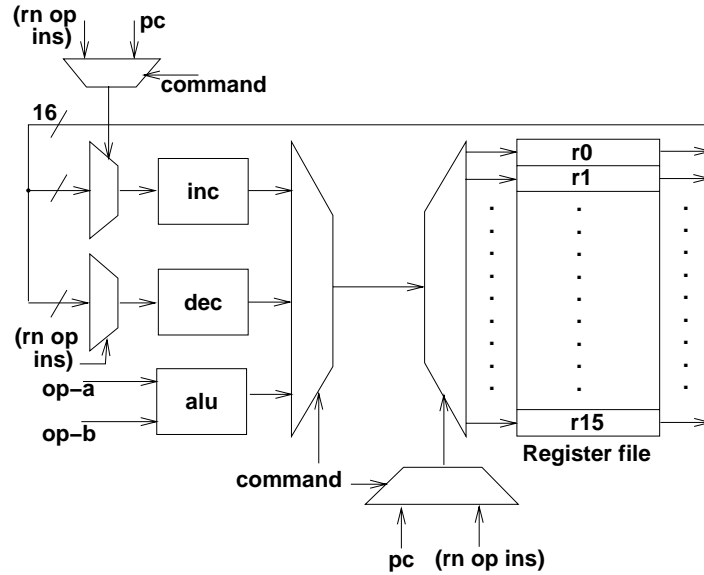 (rn op
ins)
pc
command
16
r0
r1
inc
dec
(rn op
ins)
op-a
alu
op-b
r15
Register file
command
pc
(rn op ins)